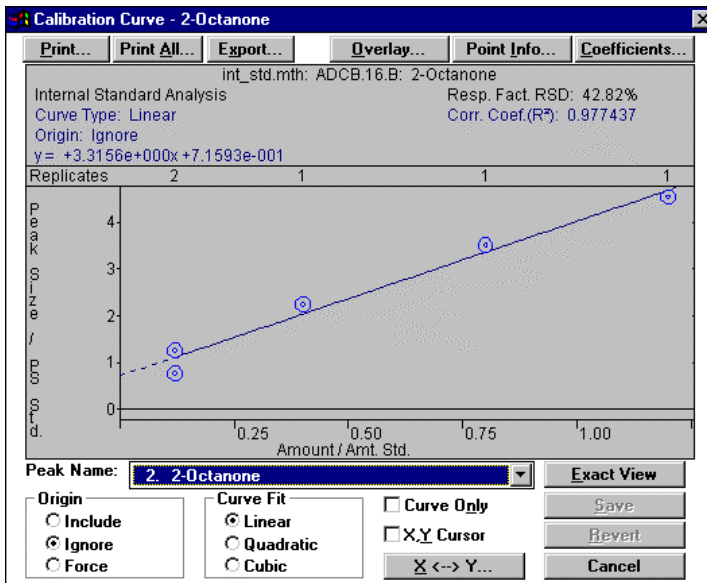 Calibration Curve - 2-Octanone
Print... Print All... Export... Overlay... Point Info... Coefficients...
int_std.mth: ADCB.16.B: 2-Octanone
Internal Standard Analysis Resp. Fact. RSD: 42.82%
Curve Type: Linear Corr. Coef.(R²): 0.977437
Origin: Ignore
y = +3.3156e+000x +7.1593e-001
Replicates 2 1 1 1
Peak Size / PS Std.
4
3
2
1
0
0.25 0.50 0.75 1.00
Amount / Amt. Std.
Peak Name: 2. 2-Octanone Exact View
Origin Curve Fit Curve Only Save
Include Linear
Ignore Quadratic X,Y Cursor Revert
Force Cubic X <--> Y... Cancel